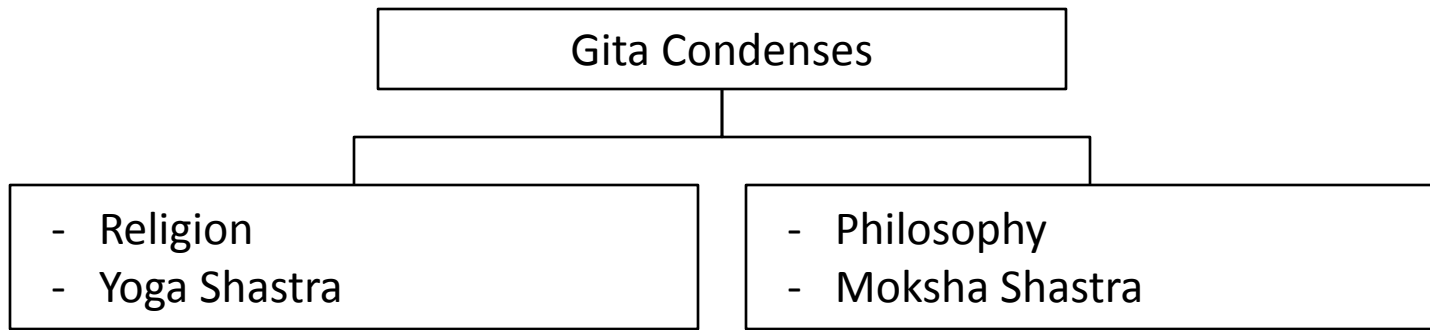 Gita Condenses
- Religion
- Yoga Shastra
- Philosophy
- Moksha Shastra